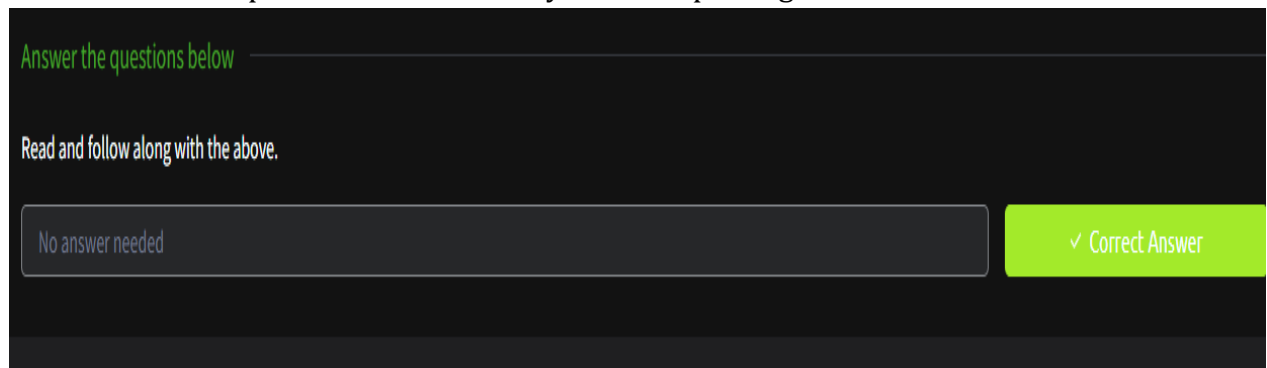 Answer the questions below
Read and follow along with the above.
No answer needed
✓ Correct Answer